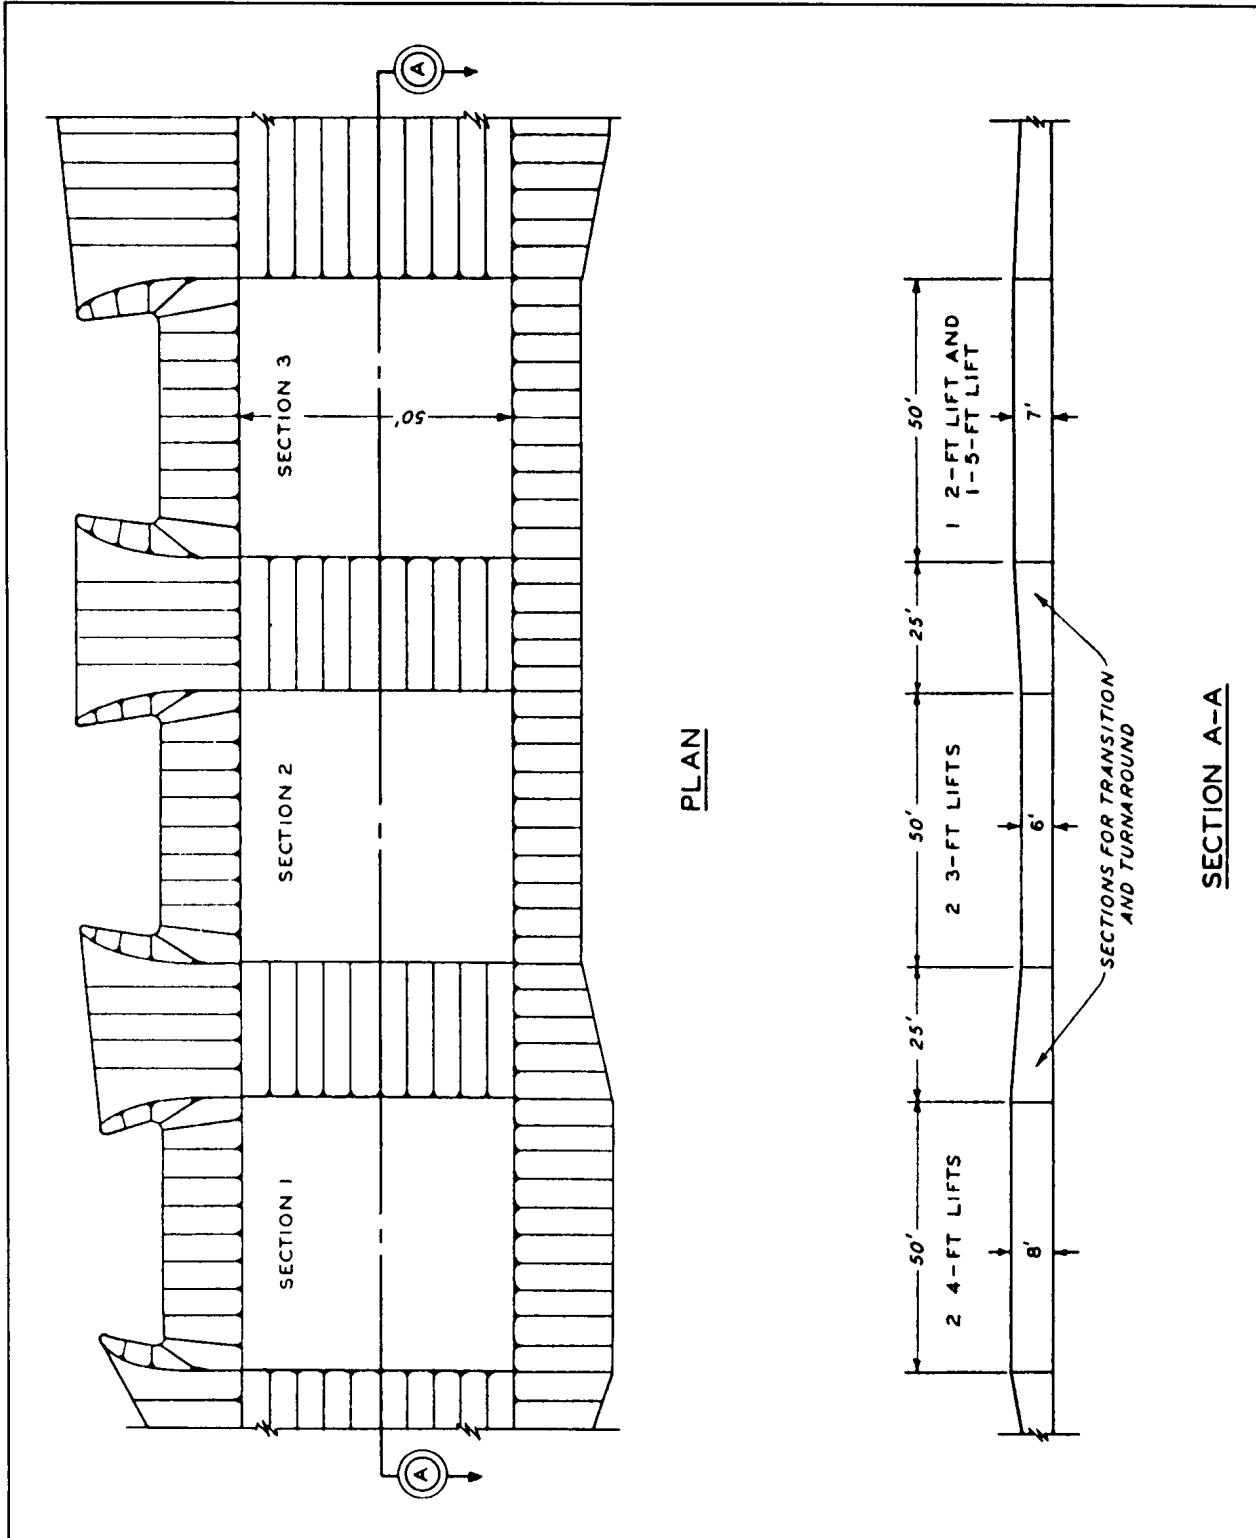 A
A
SECTION 1
SECTION 2
SECTION 3
50'
PLAN
50'
25'
50'
25'
50'
2 4-FT LIFTS
2 3-FT LIFTS
1 2-FT LIFT AND
1-5-FT LIFT
8'
6'
7'
SECTIONS FOR TRANSITION
AND TURNAROUND
SECTION A-A